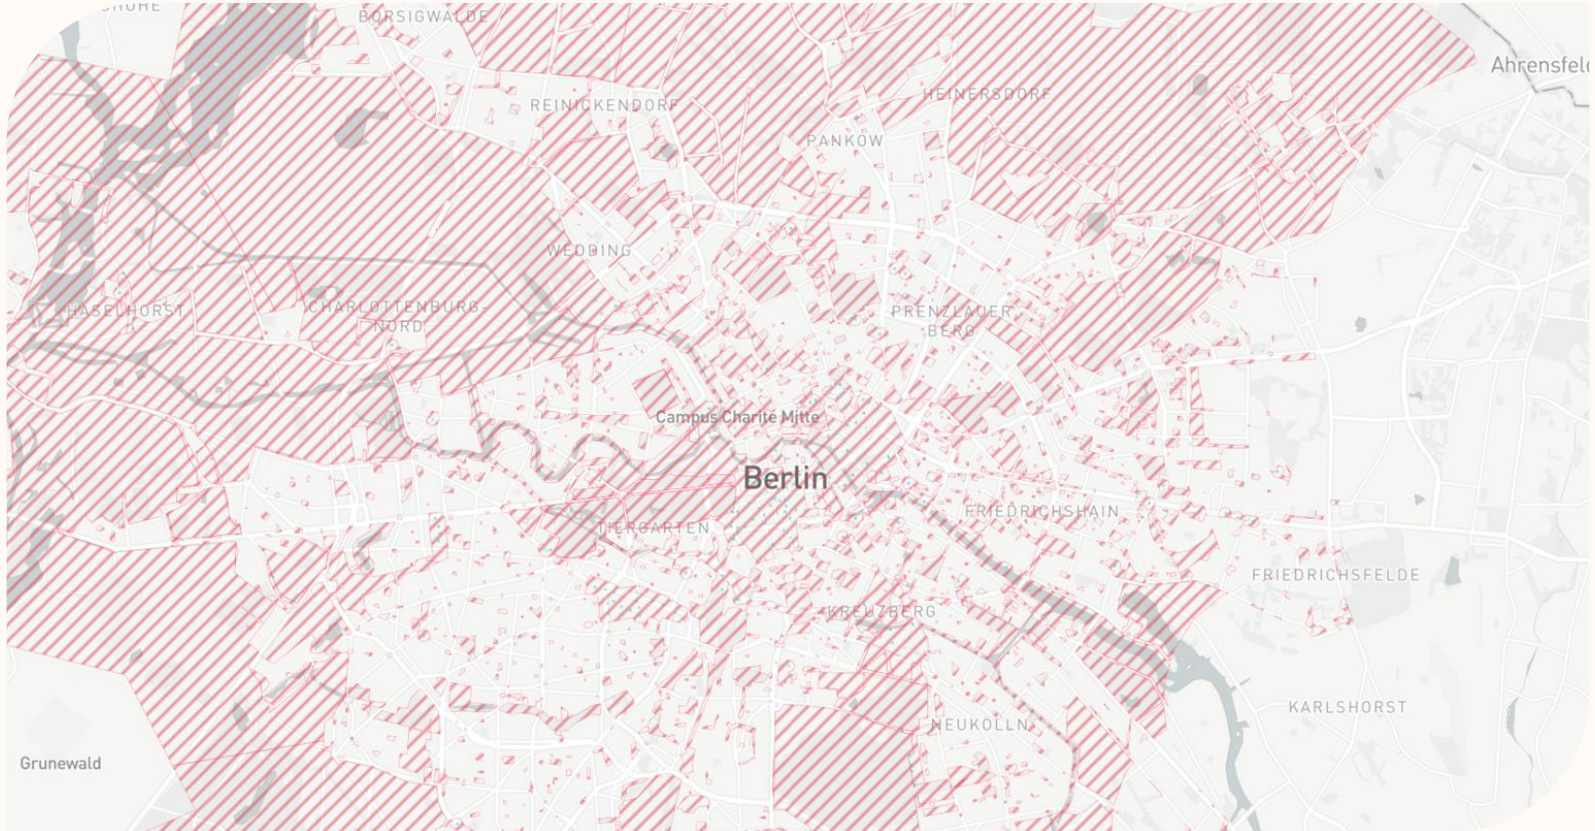 BORSIGWALDE
Ahrensfel
REINICKENDORF
HEINERSDORF
PANKOW
WEDDING
HASELHORST
CHARLOTTENBURG-
NORD
PRENZLAUER
BERG
Campus Charité Mitte
Berlin
FRIEDRICHSHAIN
TIERGARTEN
FRIEDRICHSFELDE
KREUZBERG
KARLSHORST
NEUKÖLLN
Grunewald